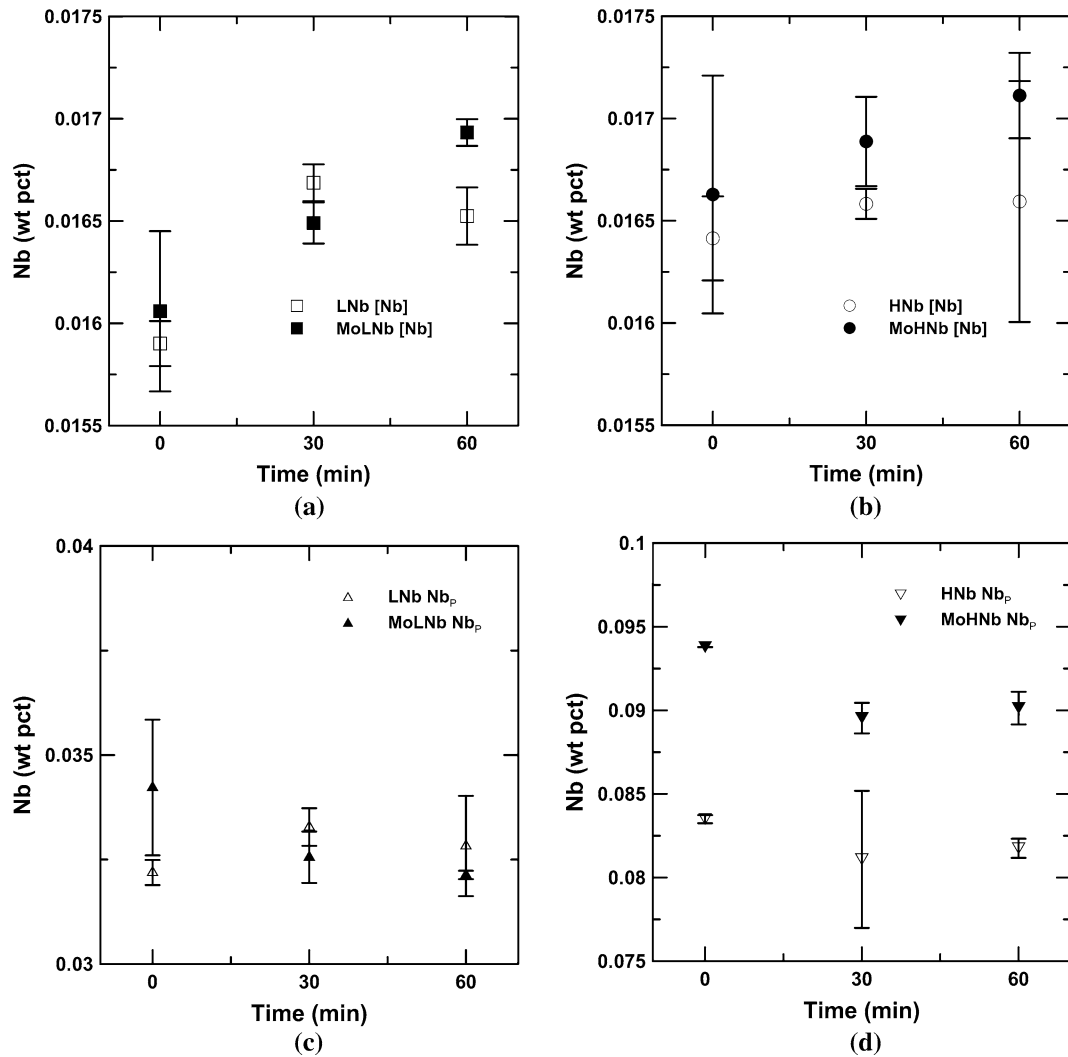 0.0175
0.017
0.0165
0.016
0.0155
Nb (wt pct)
LNb [Nb]
MoLNb [Nb]
0 30 60
Time (min)
(a)
0.0175
0.017
0.0165
0.016
0.0155
Nb (wt pct)
HNb [Nb]
MoHNb [Nb]
0 30 60
Time (min)
(b)
0.04
0.035
0.03
Nb (wt pct)
LNb Nb_P
MoLNb Nb_P
0 30 60
Time (min)
(c)
0.1
0.095
0.09
0.085
0.08
0.075
Nb (wt pct)
HNb Nb_P
MoHNb Nb_P
0 30 60
Time (min)
(d)